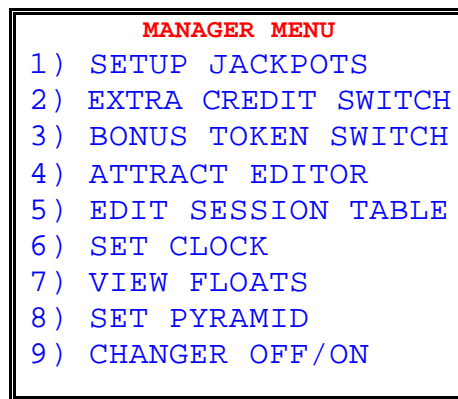 MANAGER MENU
1) SETUP JACKPOTS
2) EXTRA CREDIT SWITCH
3) BONUS TOKEN SWITCH
4) ATTRACT EDITOR
5) EDIT SESSION TABLE
6) SET CLOCK
7) VIEW FLOATS
8) SET PYRAMID
9) CHANGER OFF/ON